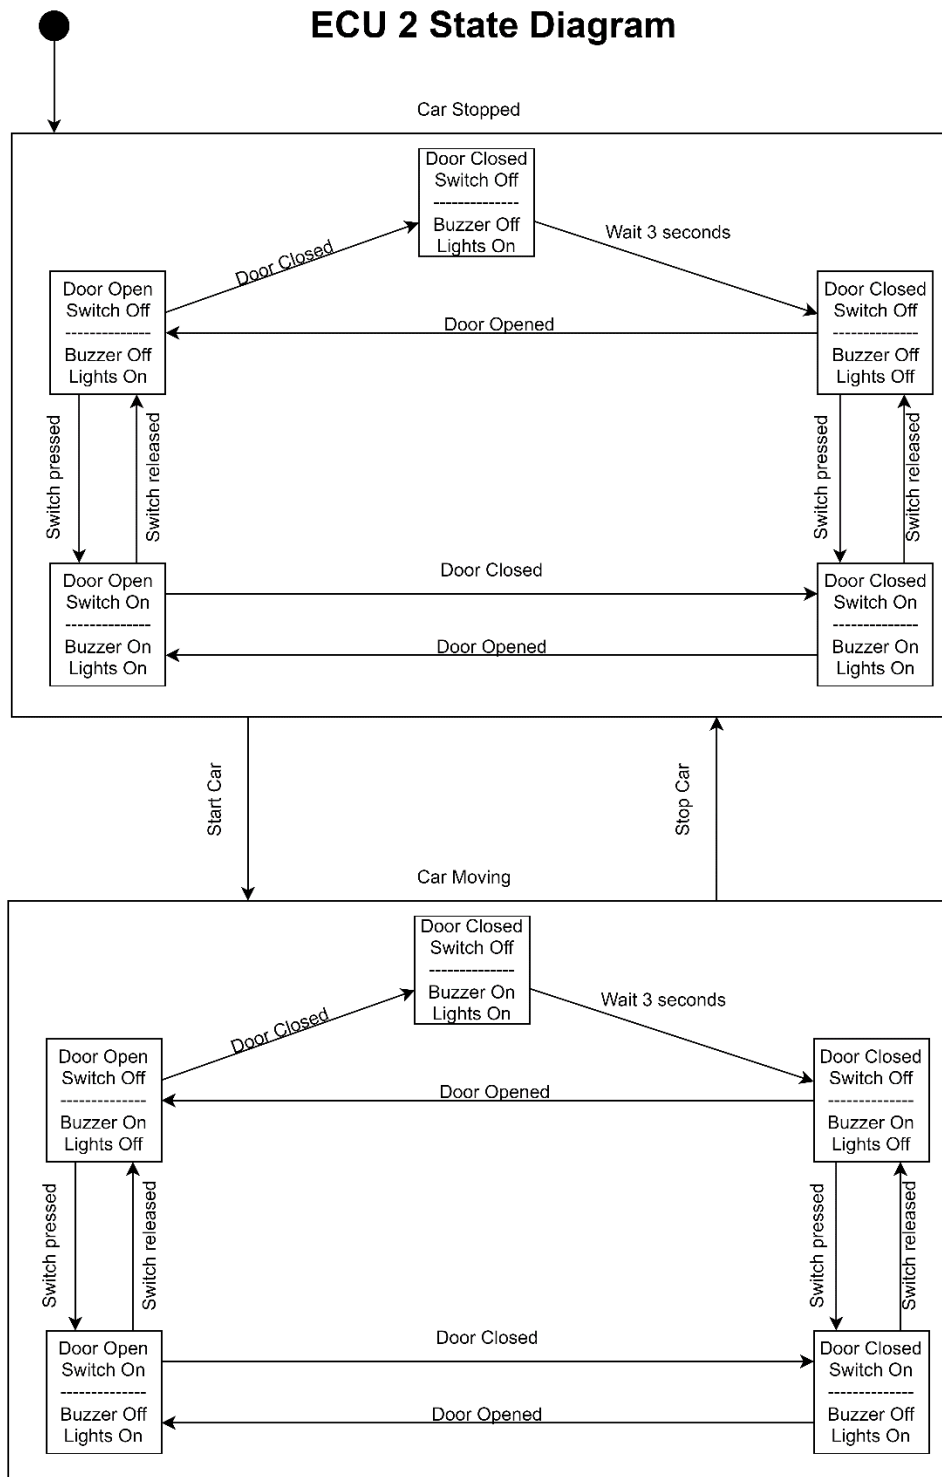 ECU 2 State Diagram
Car Stopped
Door Closed
Switch Off
--------------
Buzzer Off
Lights On
Door Closed
Wait 3 seconds
Door Open
Switch Off
--------------
Buzzer Off
Lights On
Door Opened
Door Closed
Switch Off
--------------
Buzzer Off
Lights Off
Switch pressed
Switch released
Switch pressed
Switch released
Door Open
Switch On
--------------
Buzzer On
Lights On
Door Closed
Door Opened
Door Closed
Switch On
--------------
Buzzer On
Lights On
Start Car
Stop Car
Car Moving
Door Closed
Switch Off
--------------
Buzzer On
Lights On
Door Closed
Wait 3 seconds
Door Open
Switch Off
--------------
Buzzer On
Lights Off
Door Opened
Door Closed
Switch Off
--------------
Buzzer On
Lights Off
Switch pressed
Switch released
Switch pressed
Switch released
Door Open
Switch On
--------------
Buzzer Off
Lights On
Door Closed
Door Opened
Door Closed
Switch On
--------------
Buzzer Off
Lights On